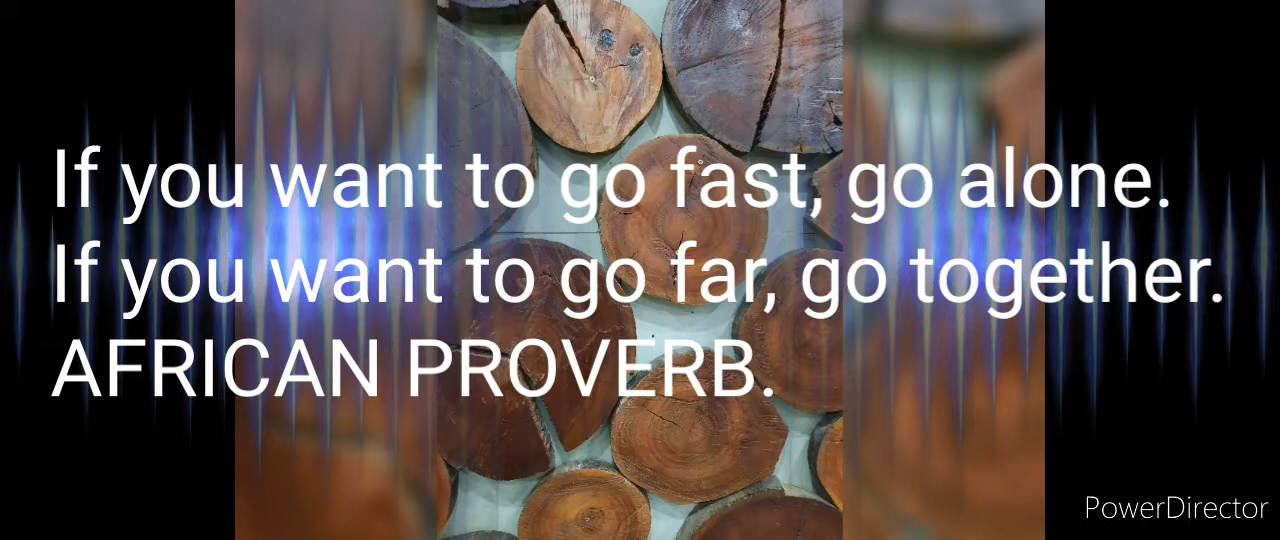 If you want to go fast, go alone.
If you want to go far, go together.
AFRICAN PROVERB.
PowerDirector